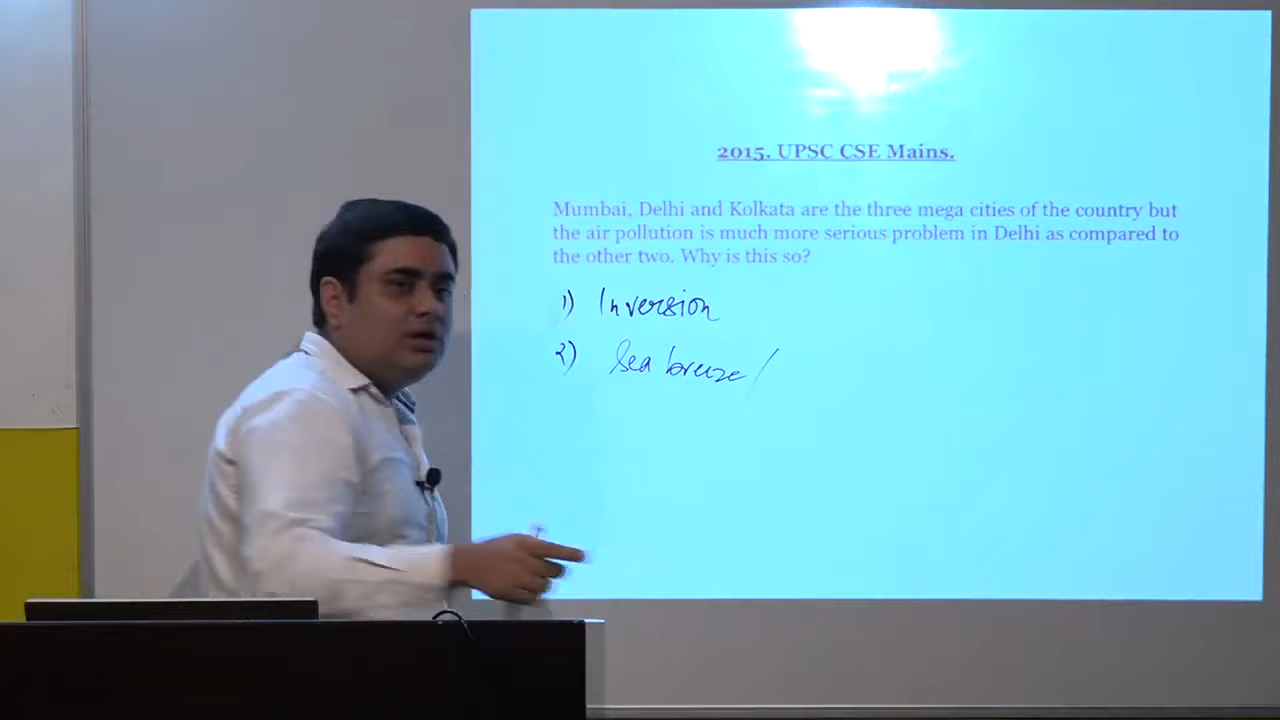 2015. UPSC CSE Mains.
Mumbai, Delhi and Kolkata are the three mega cities of the country but
the air pollution is much more serious problem in Delhi as compared to
the other two. Why is this so?
1) Inversion
2) Sea breeze /